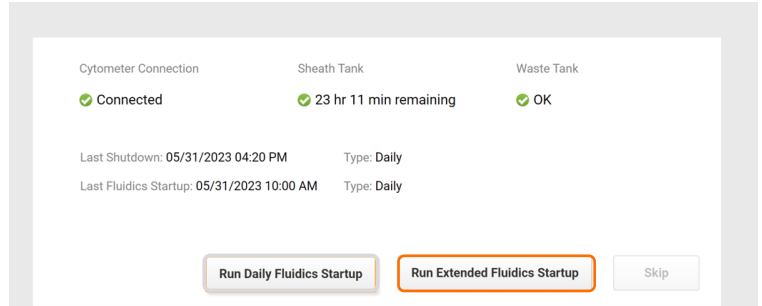 Cytometer Connection Sheath Tank Waste Tank
Connected 23 hr 11 min remaining OK
Last Shutdown: 05/31/2023 04:20 PM Type: Daily
Last Fluidics Startup: 05/31/2023 10:00 AM Type: Daily
Run Daily Fluidics Startup Run Extended Fluidics Startup Skip